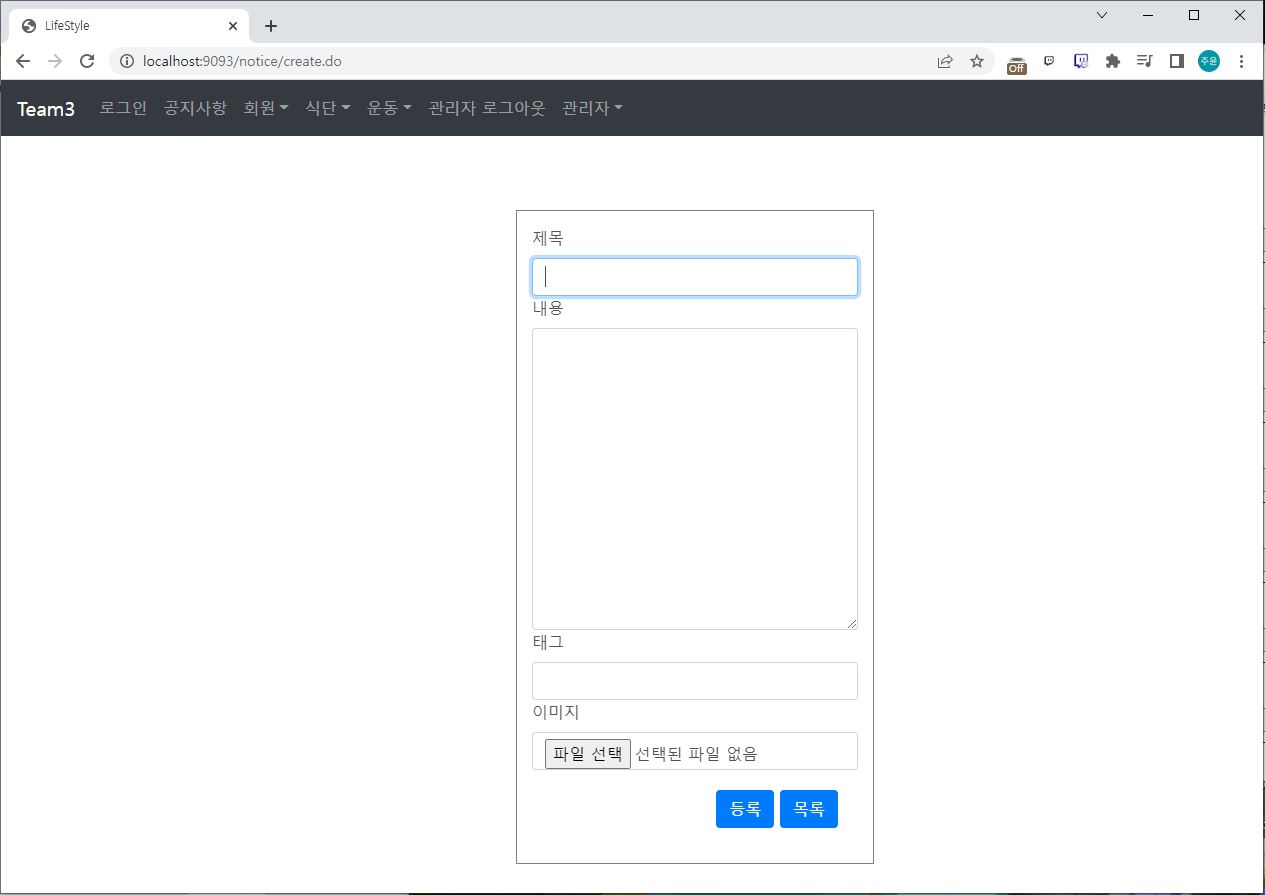 LifeStyle
localhost:9093/notice/create.do
Off
주윤
Team3 로그인 공지사항 회원 식단 운동 관리자 로그아웃 관리자
제목
내용
태그
이미지
파일 선택 선택된 파일 없음
등록 목록